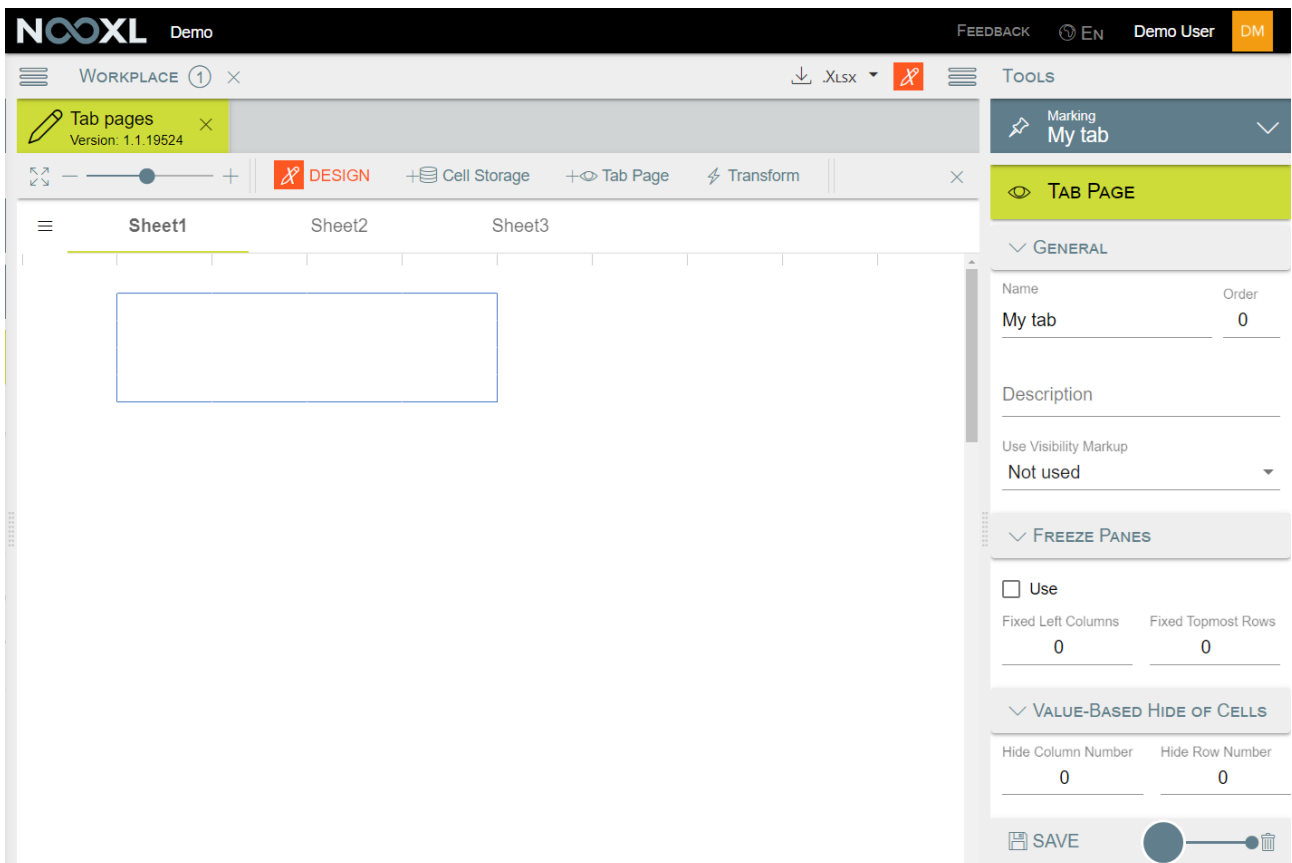 NOOXL Demo FEEDBACK EN Demo User DM
WORKPLACE 1 .XLSX TOOLS
Tab pages
Version: 1.1.19524
Marking
My tab
DESIGN Cell Storage Tab Page Transform
TAB PAGE
Sheet1 Sheet2 Sheet3
GENERAL
Name Order
My tab 0
Description
Use Visibility Markup
Not used
FREEZE PANES
Use
Fixed Left Columns Fixed Topmost Rows
0 0
VALUE-BASED HIDE OF CELLS
Hide Column Number Hide Row Number
0 0
SAVE